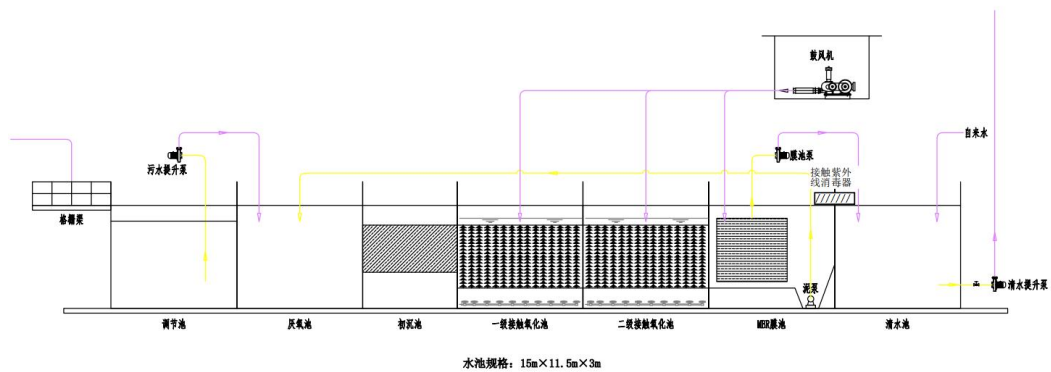 鼓风机
自来水
污水提升泵
膜池泵
接触紫外
线消毒器
格栅渠
泥泵
清水提升泵
调节池
厌氧池
初沉池
一级接触氧化池
二级接触氧化池
MBR膜池
清水池
水池规格：15m×11.5m×3m